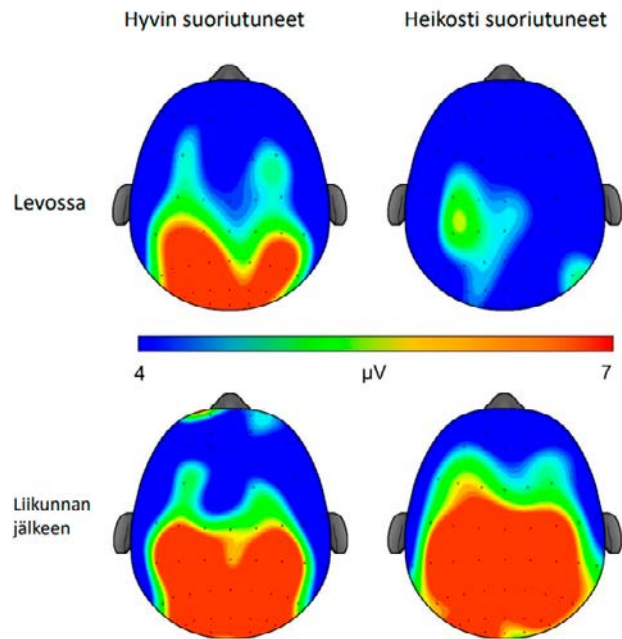 Hyvin suoriutuneet
Heikosti suoriutuneet
Levossa
4
µV
7
Liikunnan
jälkeen